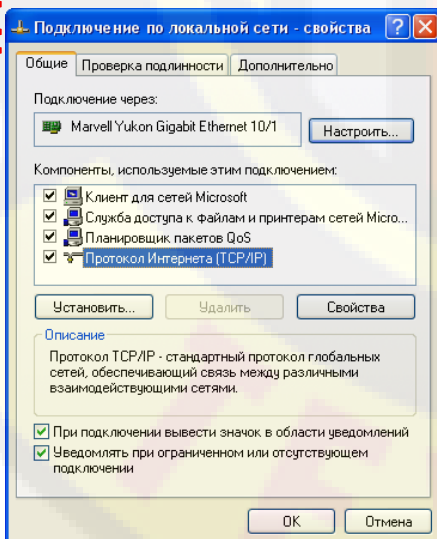 Подключение по локальной сети - свойства
Общие Проверка подлинности Дополнительно
Подключение через:
Marvell Yukon Gigabit Ethernet 10/1 Настроить...
Компоненты, используемые этим подключением:
Клиент для сетей Microsoft
Служба доступа к файлам и принтерам сетей Micro...
Планировщик пакетов QoS
Протокол Интернета (TCP/IP)
Установить... Удалить Свойства
Описание
Протокол TCP/IP - стандартный протокол глобальных
сетей, обеспечивающий связь между различными
взаимодействующими сетями.
При подключении вывести значок в области уведомлений
Уведомлять при ограниченном или отсутствующем
подключении
OK Отмена